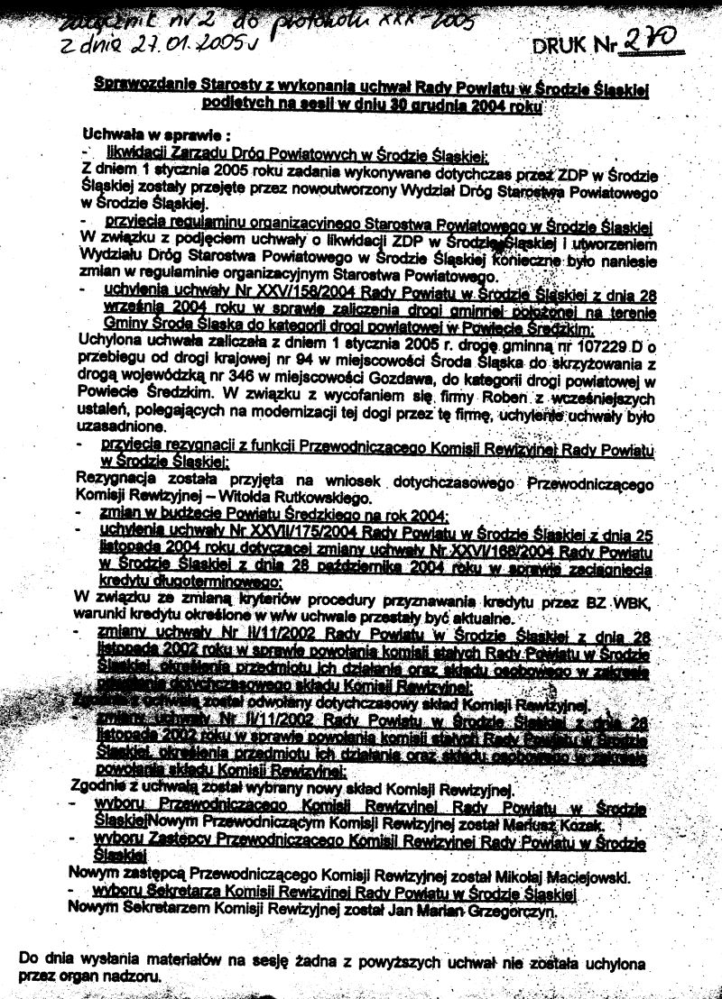 załącznik nr 2 do protokołu XXX-2005
z dnia 27.01.2005r
DRUK Nr 270
Sprawozdanie Starosty z wykonania uchwał Rady Powiatu w Środzie Śląskiej
podjętych na sesji w dniu 30 grudnia 2004 roku
Uchwała w sprawie :
- likwidacji Zarządu Dróg Powiatowych w Środzie Śląskiej;
Z dniem 1 stycznia 2005 roku zadania wykonywane dotychczas przez ZDP w Środzie
Śląskiej zostały przejęte przez nowoutworzony Wydział Dróg Starostwa Powiatowego
w Środzie Śląskiej.
- przyjęcia regulaminu organizacyjnego Starostwa Powiatowego w Środzie Śląskiej
W związku z podjęciem uchwały o likwidacji ZDP w Środzie Śląskiej i utworzeniem
Wydziału Dróg Starostwa Powiatowego w Środzie Śląskiej konieczne było naniesie
zmian w regulaminie organizacyjnym Starostwa Powiatowego.
- uchylenia uchwały Nr XXV/158/2004 Rady Powiatu w Środzie Śląskiej z dnia 28
września 2004 roku w sprawie zaliczenia drogi gminnej położonej na terenie
Gminy Środa Śląska do kategorii drogi powiatowej w Powiecie Średzkim;
Uchylona uchwała zaliczała z dniem 1 stycznia 2005 r. drogę gminną nr 107229 D o
przebiegu od drogi krajowej nr 94 w miejscowości Środa Śląska do skrzyżowania z
drogą wojewódzką nr 346 w miejscowości Gozdawa, do kategorii drogi powiatowej w
Powiecie Średzkim. W związku z wycofaniem się firmy Roben z wcześniejszych
ustaleń, polegających na modernizacji tej dogi przez tę firmę, uchylenie uchwały było
uzasadnione.
- przyjęcia rezygnacji z funkcji Przewodniczącego Komisji Rewizyjnej Rady Powiatu
w Środzie Śląskiej;
Rezygnacja została przyjęta na wniosek dotychczasowego Przewodniczącego
Komisji Rewizyjnej – Witolda Rutkowskiego.
- zmian w budżecie Powiatu Średzkiego na rok 2004;
- uchylenia uchwały Nr XXVII/175/2004 Rady Powiatu w Środzie Śląskiej z dnia 25
listopada 2004 roku dotyczącej zmiany uchwały Nr XXVI/168/2004 Rady Powiatu
w Środzie Śląskiej z dnia 28 października 2004 roku w sprawie zaciągnięcia
kredytu długoterminowego;
W związku ze zmianą kryteriów procedury przyznawania kredytu przez BZ WBK,
warunki kredytu określone w w/w uchwale przestały być aktualne.
- zmiany uchwały Nr II/11/2002 Rady Powiatu w Środzie Śląskiej z dnia 28
listopada 2002 roku w sprawie powołania komisji stałych Rady Powiatu w Środzie
Śląskiej, określenia przedmiotu ich działania oraz składu osobowego w zakresie
odwołania dotychczasowego składu Komisji Rewizyjnej;
Zgodnie z uchwałą został odwołany dotychczasowy skład Komisji Rewizyjnej.
- zmiany uchwały Nr II/11/2002 Rady Powiatu w Środzie Śląskiej z dnia 28
listopada 2002 roku w sprawie powołania komisji stałych Rady Powiatu w Środzie
Śląskiej, określenia przedmiotu ich działania oraz składu osobowego w zakresie
powołania składu Komisji Rewizyjnej;
Zgodnie z uchwałą został wybrany nowy skład Komisji Rewizyjnej.
- wyboru Przewodniczącego Komisji Rewizyjnej Rady Powiatu w Środzie
ŚląskiejNowym Przewodniczącym Komisji Rewizyjnej został Mariusz Kozak.
- wyboru Zastępcy Przewodniczącego Komisji Rewizyjnej Rady Powiatu w Środzie
Śląskiej
Nowym zastępcą Przewodniczącego Komisji Rewizyjnej został Mikołaj Maciejowski.
- wyboru Sekretarza Komisji Rewizyjnej Rady Powiatu w Środzie Śląskiej
Nowym Sekretarzem Komisji Rewizyjnej został Jan Marian Grzegorczyn.
Do dnia wysłania materiałów na sesję żadna z powyższych uchwał nie została uchylona
przez organ nadzoru.